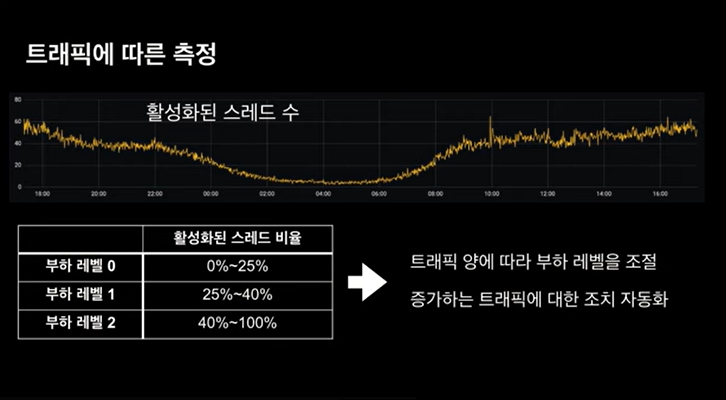 트래픽에 따른 측정
활성화된 스레드 수
80
60
40
20
0
18:00 20:00 22:00 00:00 02:00 04:00 06:00 08:00 10:00 12:00 14:00 16:00
활성화된 스레드 비율
부하 레벨 0 0%~25%
부하 레벨 1 25%~40%
부하 레벨 2 40%~100%
트래픽 양에 따라 부하 레벨을 조절
증가하는 트래픽에 대한 조치 자동화